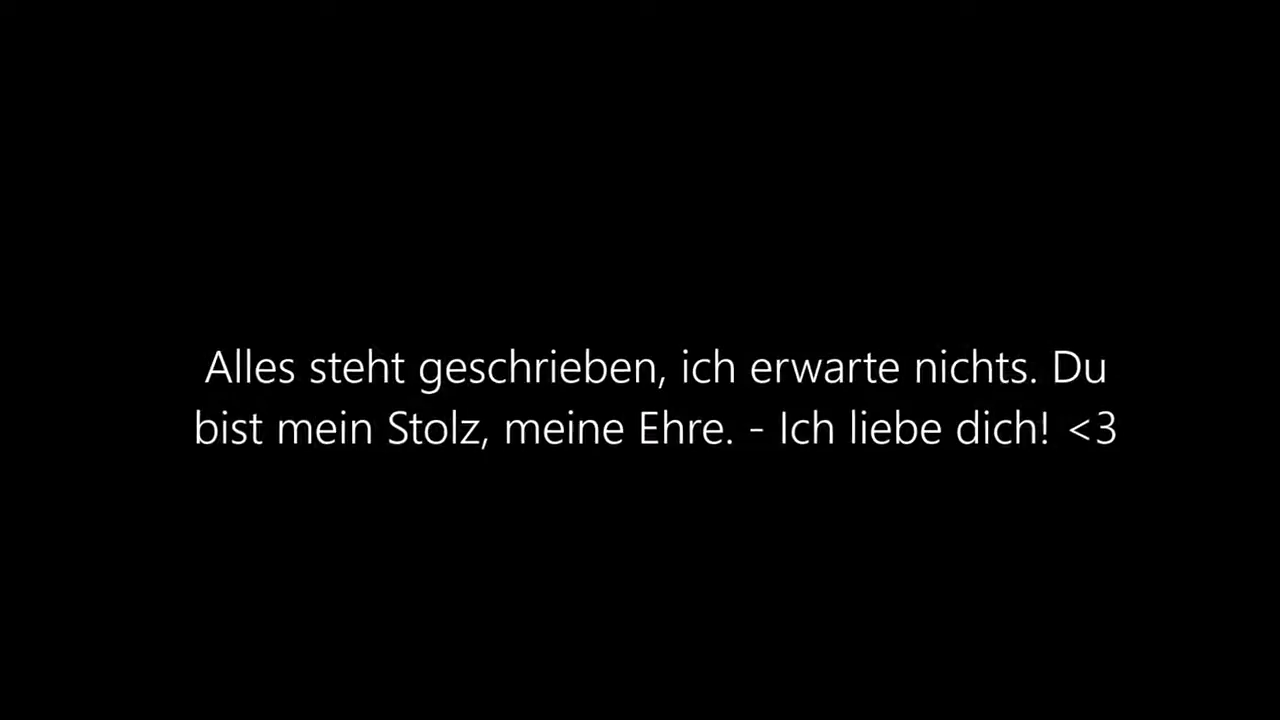 Alles steht geschrieben, ich erwarte nichts. Du
bist mein Stolz, meine Ehre. - Ich liebe dich! <3